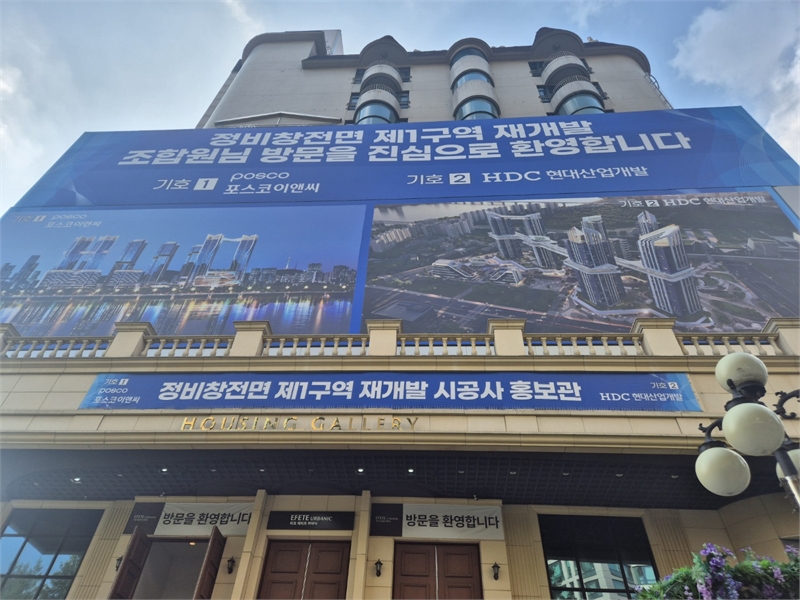 정비창전면 제1구역 재개발
조합원님 방문을 진심으로 환영합니다
기호 1 posco 포스코이앤씨
기호 2 HDC 현대산업개발
기호 1 posco
포스코이앤씨
기호 2 HDC 현대산업개발
기호 1
posco
포스코이앤씨
정비창전면 제1구역 재개발 시공사 홍보관
기호 2
HDC 현대산업개발
HOUSING GALLERY
방문을 환영합니다
EFETE URBANIC
방문을 환영합니다